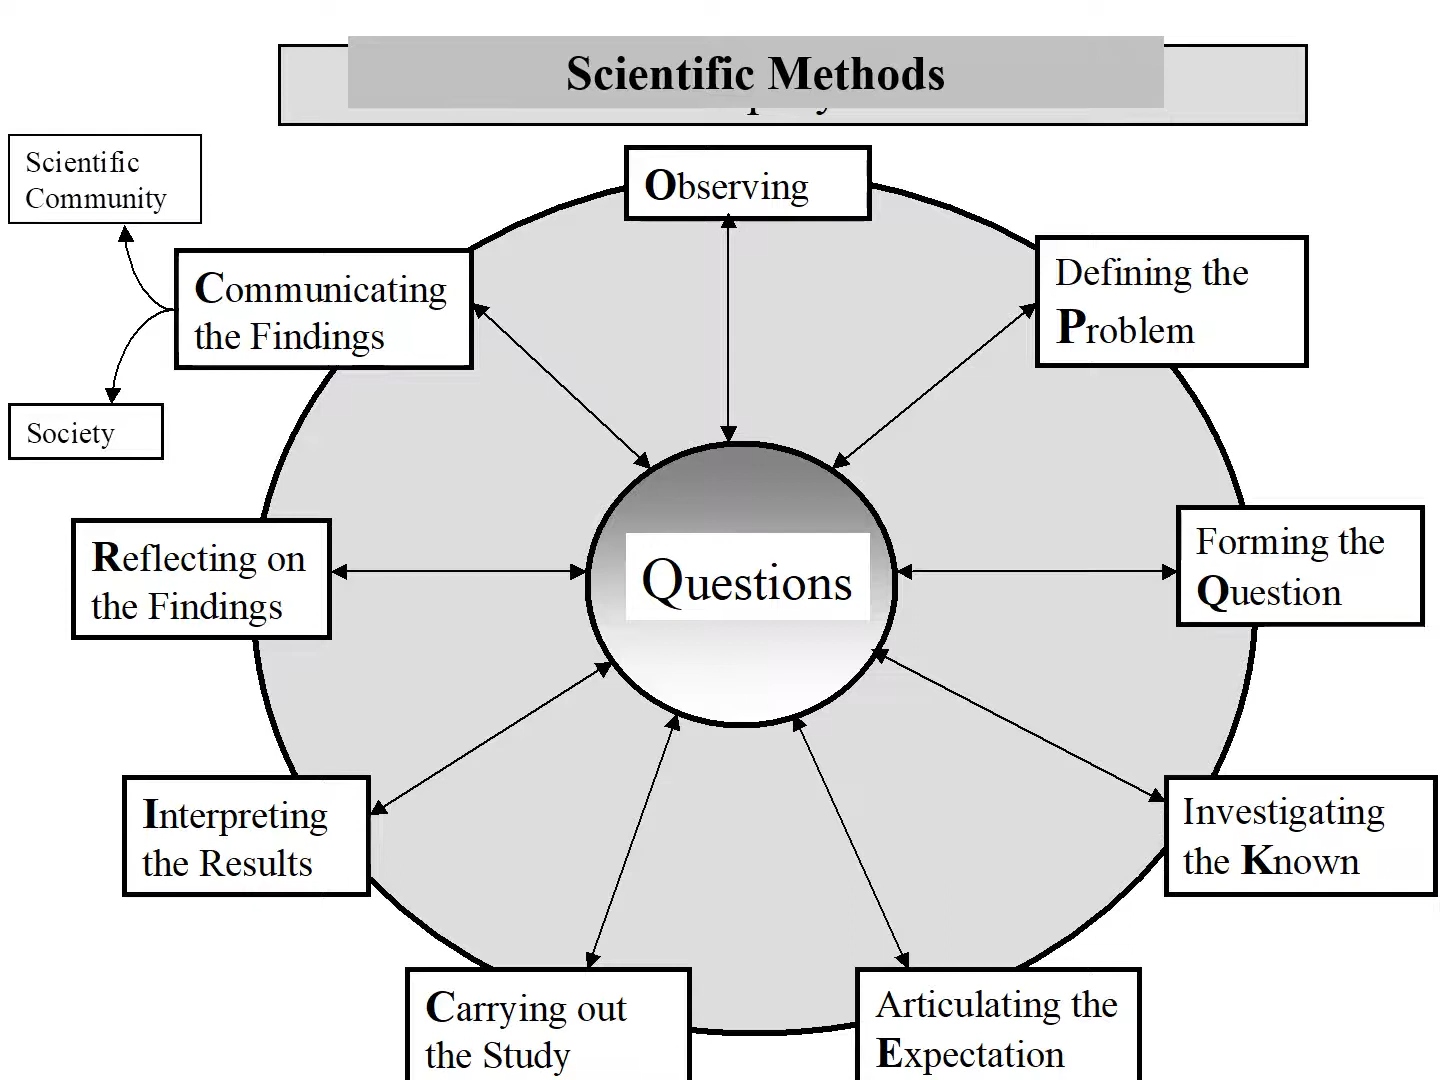 Scientific Methods
Scientific
Community
Observing
Communicating
the Findings
Defining the
Problem
Society
Reflecting on
the Findings
Questions
Forming the
Question
Interpreting
the Results
Investigating
the Known
Carrying out
the Study
Articulating the
Expectation